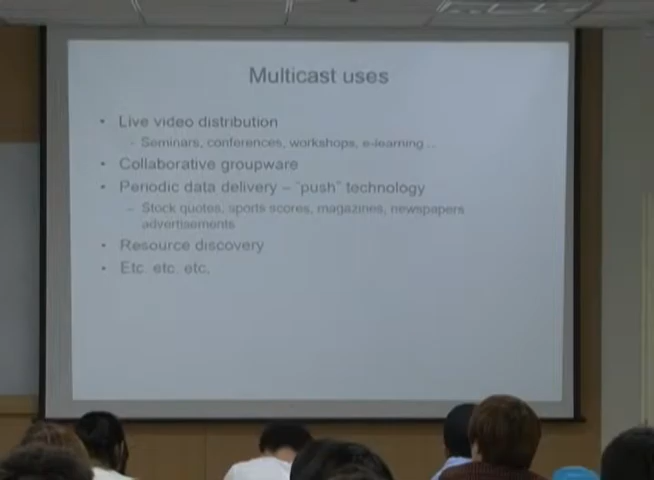 Multicast uses
• Live video distribution
– Seminars, conferences, workshops, e-learning ...
• Collaborative groupware
• Periodic data delivery – "push" technology
– Stock quotes, sports scores, magazines, newspapers
advertisements
• Resource discovery
• Etc. etc. etc.